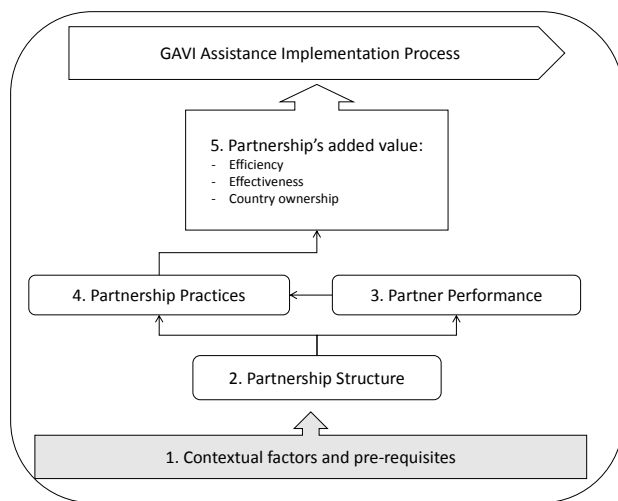 GAVI Assistance Implementation Process
5. Partnership's added value:
- Efficiency
- Effectiveness
- Country ownership
4. Partnership Practices
3. Partner Performance
2. Partnership Structure
1. Contextual factors and pre-requisites